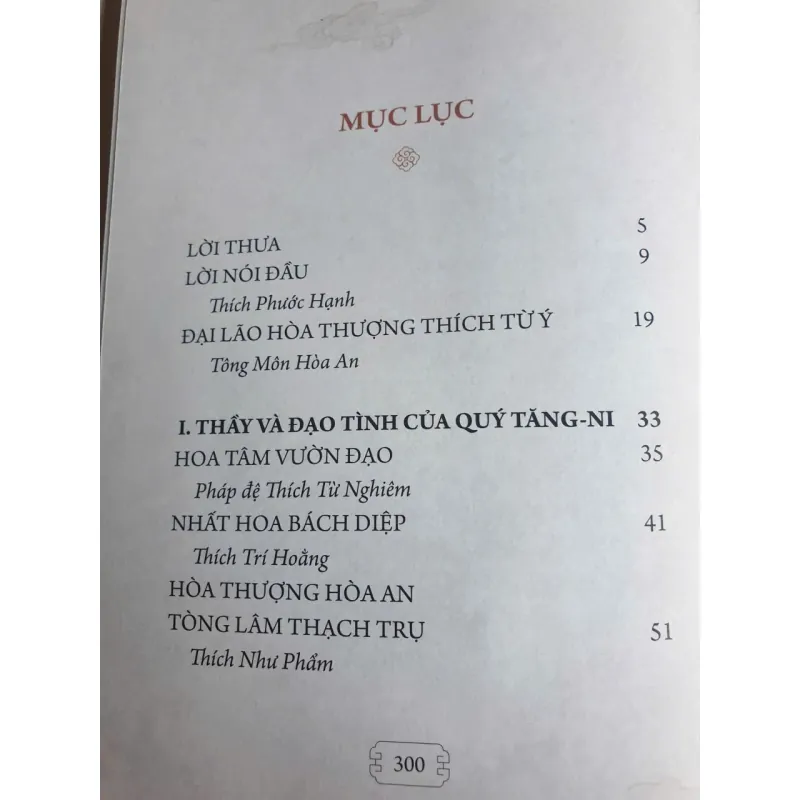 MỤC LỤC
LỜI THƯA 5
LỜI NÓI ĐẦU 9
Thích Phước Hạnh
ĐẠI LÃO HÒA THƯỢNG THÍCH TỪ Ý 19
Tông Môn Hòa An
I. THẦY VÀ ĐẠO TÌNH CỦA QUÝ TĂNG-NI 33
HOA TÂM VƯỜN ĐẠO 35
Pháp đệ Thích Từ Nghiêm
NHẤT HOA BÁCH DIỆP 41
Thích Trí Hoằng
HÒA THƯỢNG HÒA AN
TÒNG LÂM THẠCH TRỤ 51
Thích Như Phẩm
300